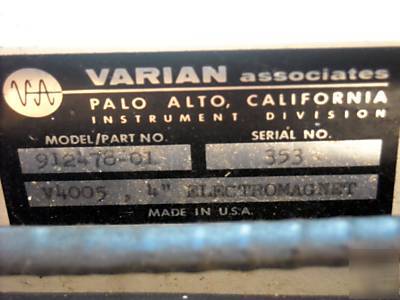 VA VARIAN associates
PALO ALTO, CALIFORNIA
INSTRUMENT DIVISION
MODEL/PART NO. SERIAL NO.
912478-01 353
V4005 , 4" ELECTROMAGNET
MADE IN U.S.A.